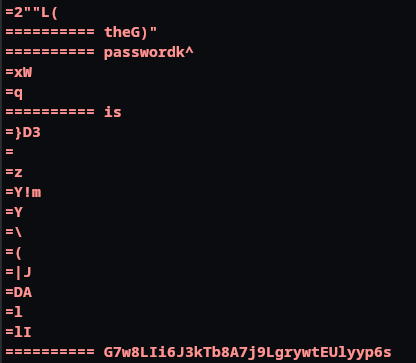 =2""L(
========== theG)"
========== passwordk^
=xW
=q
========== is
=}D3
=
=z
=Y!m
=Y
=\
=(
=|J
=DA
=l
=lI
========== G7w8LIi6J3kTb8A7j9LgrywtEUlyyp6s